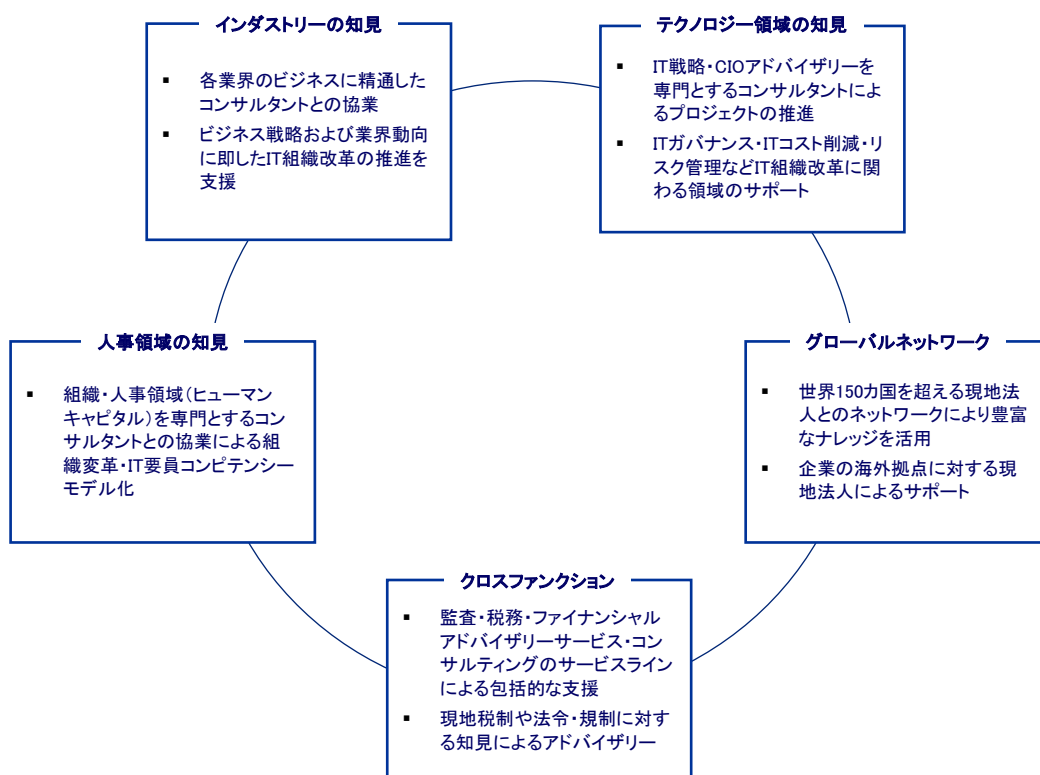 インダストリーの知見
▪ 各業界のビジネスに精通した
コンサルタントとの協業
▪ ビジネス戦略および業界動向
に即したIT組織改革の推進を
支援
テクノロジー領域の知見
▪ IT戦略・CIOアドバイザリーを
専門とするコンサルタントによ
るプロジェクトの推進
▪ ITガバナンス・ITコスト削減・リ
スク管理などIT組織改革に関
わる領域のサポート
人事領域の知見
▪ 組織・人事領域（ヒューマン
キャピタル）を専門とするコン
サルタントとの協業による組
織変革・IT要員コンピテンシー
モデル化
グローバルネットワーク
▪ 世界150カ国を超える現地法
人とのネットワークにより豊富
なナレッジを活用
▪ 企業の海外拠点に対する現
地法人によるサポート
クロスファンクション
▪ 監査・税務・ファイナンシャル
アドバイザリーサービス・コン
サルティングのサービスライン
による包括的な支援
▪ 現地税制や法令・規制に対す
る知見によるアドバイザリー